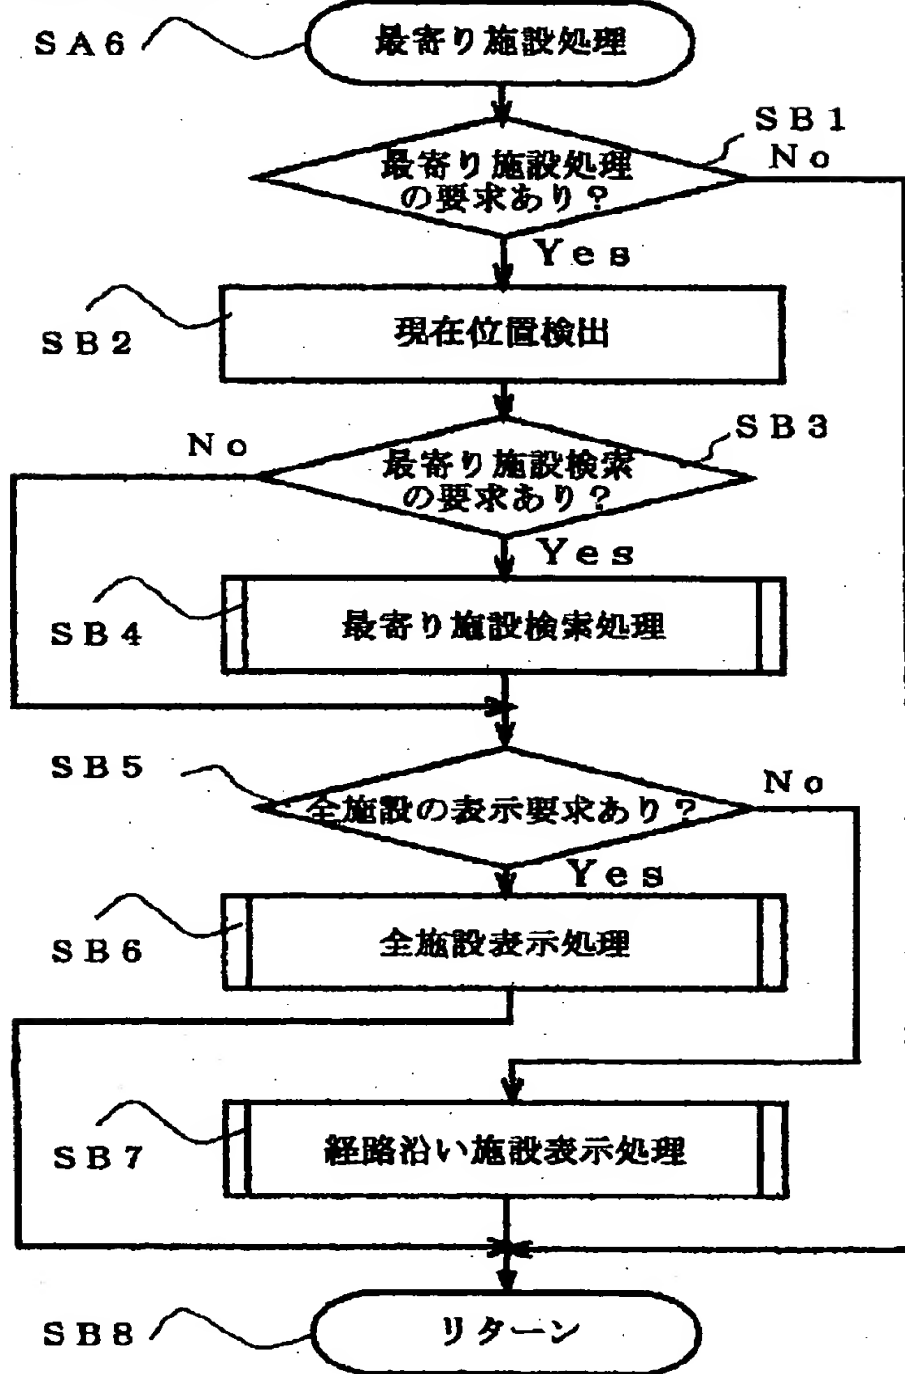 SA6
最寄り施設処理
SB1
最寄り施設処理
の要求あり?
No
Yes
SB2
現在位置検出
SB3
No
最寄り施設検索
の要求あり?
Yes
SB4
最寄り施設検索処理
SB5
全施設の表示要求あり?
No
Yes
SB6
全施設表示処理
SB7
経路沿い施設表示処理
SB8
リターン